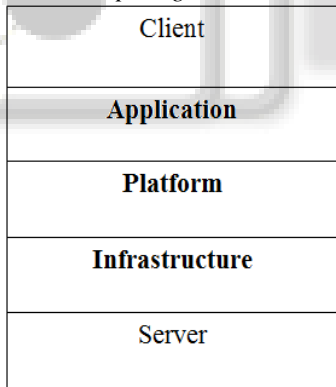 Client
Application
Platform
Infrastructure
Server